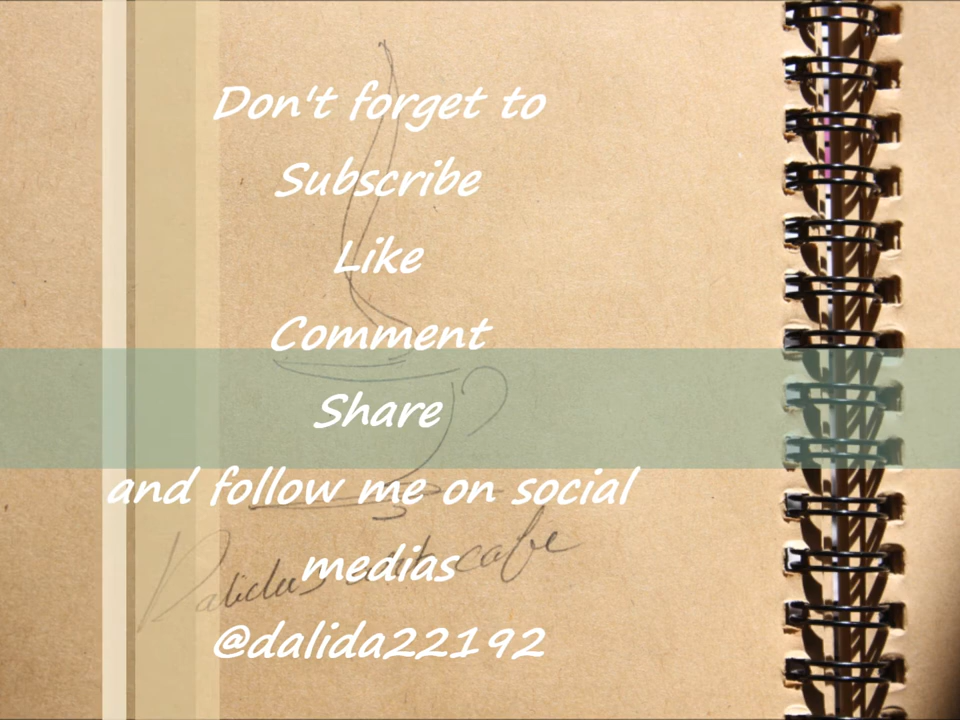 Don't forget to
Subscribe
Like
Comment
Share
and follow me on social
medias
@dalida22192
Dalida's cafe